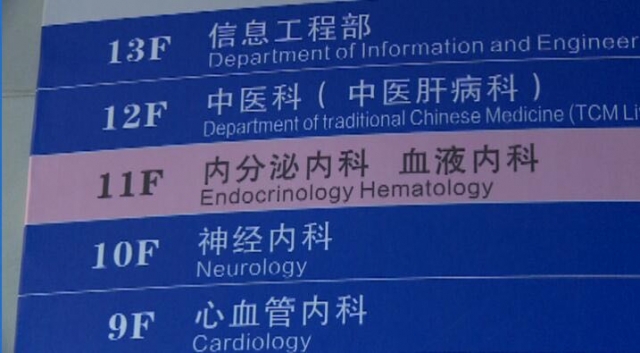 13F 信息工程部
Department of Information and
12F 中医科（中医肝病科）
Department of traditional Chinese Medicine (TCM
11F 内分泌内科 血液内科
Endocrinology Hematology
10F 神经内科
Neurology
9F 心血管内科
Cardiology